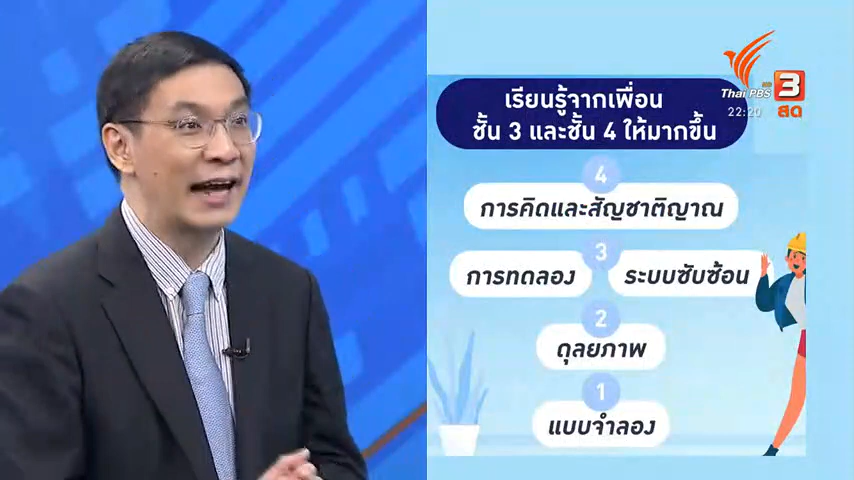 Thai PBS
3
22:20
สด
เรียนรู้จากเพื่อน
ชั้น 3 และชั้น 4 ให้มากขึ้น
4
การคิดและสัญชาติญาณ
3
การทดลอง
ระบบซับซ้อน
2
ดุลยภาพ
1
แบบจำลอง